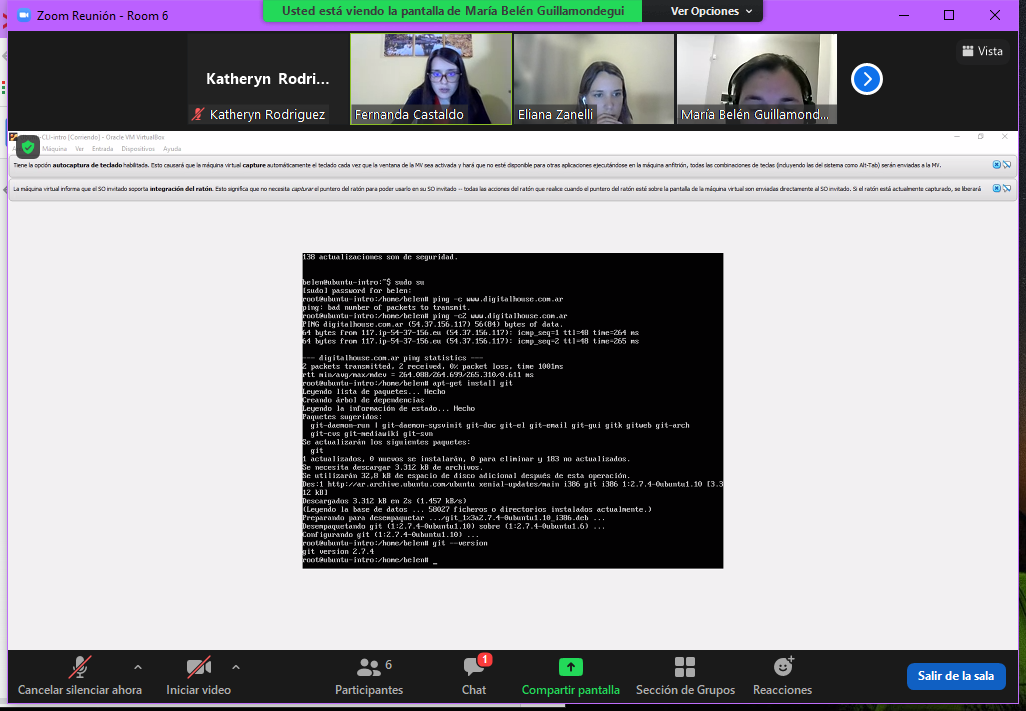 Zoom Reunión - Room 6
Usted está viendo la pantalla de María Belén Guillamondegui
Ver Opciones
Katheryn Rodri...
Katheryn Rodriguez
Fernanda Castaldo
Eliana Zanelli
María Belén Guillamond...
Vista
-CLI-intro [Corriendo] - Oracle VM VirtualBox
Máquina Ver Entrada Dispositivos Ayuda
Tiene la opción autocaptura de teclado habilitada. Esto causará que la máquina virtual capture automáticamente el teclado cada vez que la ventana de la MV sea activada y hará que no esté disponible para otras aplicaciones ejecutándose en la máquina anfitrión, todas las combinaciones de teclas (incluyendo las del sistema como Alt-Tab) serán enviadas a la MV.
La máquina virtual informa que el SO invitado soporta integración del ratón. Esto significa que no necesita capturar el puntero del ratón para poder usarlo en su SO invitado -- todas las acciones del ratón que realice cuando el puntero del ratón esté sobre la pantalla de la máquina virtual son enviadas directamente al SO invitado. Si el ratón está actualmente capturado, se liberará
138 actualizaciones son de seguridad.
belen@ubuntu-intro:~$ sudo su
[sudo] password for belen:
root@ubuntu-intro:/home/belen# ping -c www.digitalhouse.com.ar
ping: bad number of packets to transmit.
root@ubuntu-intro:/home/belen# ping -c2 www.digitalhouse.com.ar
PING digitalhouse.com.ar (54.37.156.117) 56(84) bytes of data.
64 bytes from 117.ip-54-37-156.eu (54.37.156.117): icmp_seq=1 ttl=48 time=264 ms
64 bytes from 117.ip-54-37-156.eu (54.37.156.117): icmp_seq=2 ttl=48 time=265 ms
--- digitalhouse.com.ar ping statistics ---
2 packets transmitted, 2 received, 0% packet loss, time 1001ms
rtt min/avg/max/mdev = 264.088/264.699/265.310/0.611 ms
root@ubuntu-intro:/home/belen# apt-get install git
Leyendo lista de paquetes... Hecho
Creando árbol de dependencias
Leyendo la información de estado... Hecho
Paquetes sugeridos:
git-daemon-run | git-daemon-sysvinit git-doc git-el git-email git-gui gitk gitweb git-arch
git-cvs git-mediawiki git-svn
Se actualizarán los siguientes paquetes:
git
1 actualizados, 0 nuevos se instalarán, 0 para eliminar y 183 no actualizados.
Se necesita descargar 3.312 kB de archivos.
Se utilizarán 32,8 kB de espacio de disco adicional después de esta operación.
Des:1 http://ar.archive.ubuntu.com/ubuntu xenial-updates/main i386 git i386 1:2.7.4-0ubuntu1.10 [3.3
12 kB]
Descargados 3.312 kB en 2s (1.457 kB/s)
(Leyendo la base de datos ... 58027 ficheros o directorios instalados actualmente.)
Preparando para desempaquetar .../git_1%3a2.7.4-0ubuntu1.10_i386.deb ...
Desempaquetando git (1:2.7.4-0ubuntu1.10) sobre (1:2.7.4-0ubuntu1.6) ...
Configurando git (1:2.7.4-0ubuntu1.10) ...
root@ubuntu-intro:/home/belen# git --version
git version 2.7.4
root@ubuntu-intro:/home/belen# _
6
1
Cancelar silenciar ahora
Iniciar video
Participantes
Chat
Compartir pantalla
Sección de Grupos
Reacciones
Salir de la sala